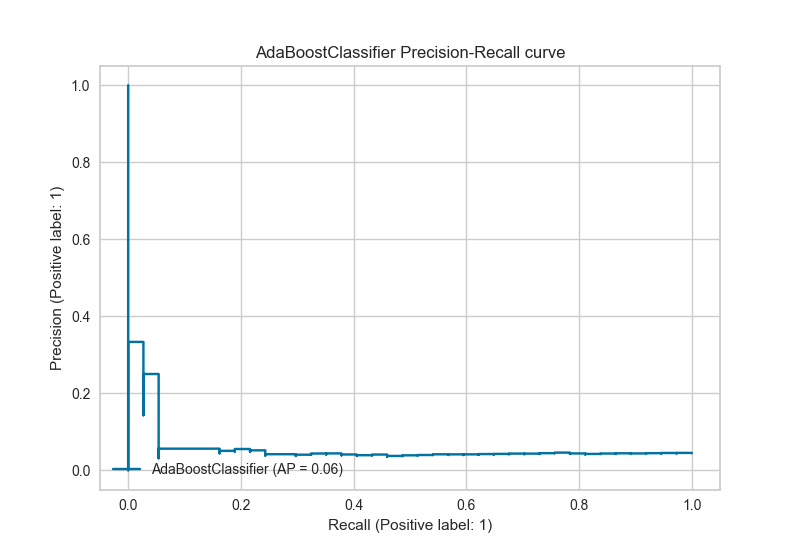 AdaBoostClassifier Precision-Recall curve
Precision (Positive label: 1)
1.0
0.8
0.6
0.4
0.2
0.0
AdaBoostClassifier (AP = 0.06)
0.0 0.2 0.4 0.6 0.8 1.0
Recall (Positive label: 1)